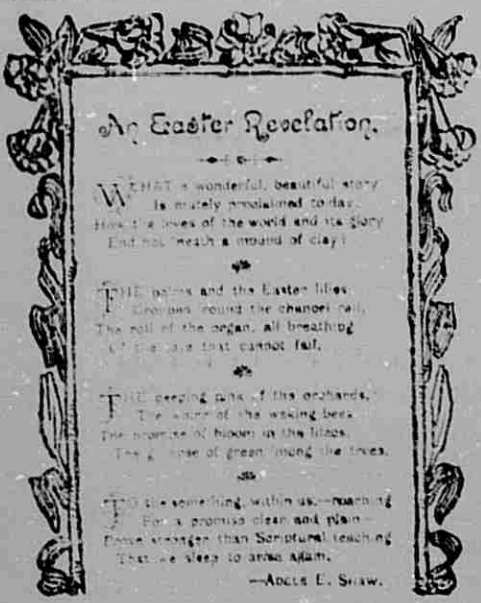 An Easter Revelation.
WHAT a wonderful, beautiful story
Is mutely proclaimed to-day.
How the loves of the world and its glory
End not 'neath a mound of clay!
THE palms and the Easter lilies
Grouped 'round the chancel rail,
The roll of the organ, all breathing
Of the love that cannot fail.
THE peeping pink of the orchards,
The of the waking bees
The promise of bloom in the lilacs,
The glimpse of green 'mong the trees.
TO the something, within us,—reaching
For a promise clear and plain—
Prove stronger than Scriptural teaching
That we sleep to arise again.
—ADELE E. SHAW.